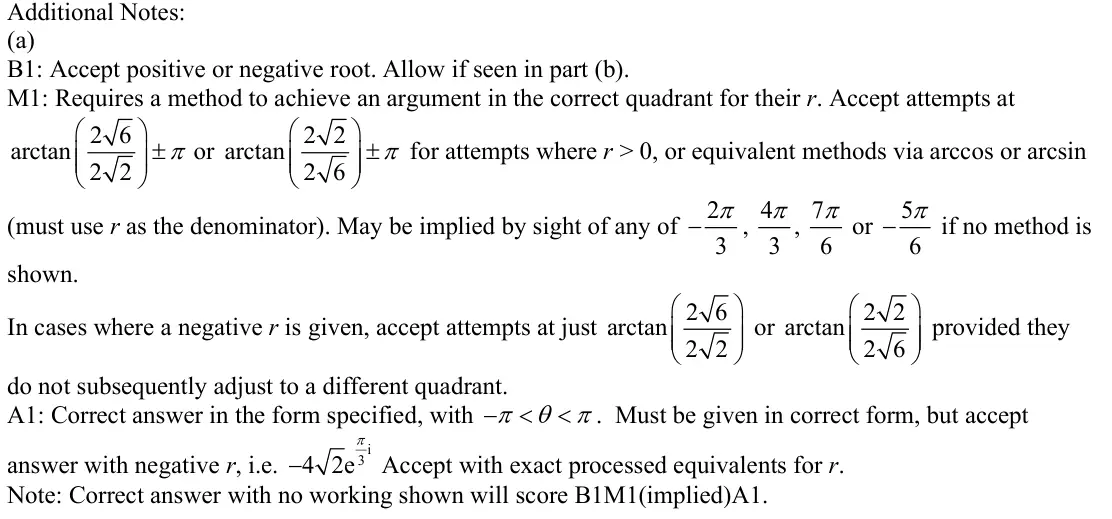 Additional Notes:
(a)
B1: Accept positive or negative root. Allow if seen in part (b).
M1: Requires a method to achieve an argument in the correct quadrant for their r. Accept attempts at
arctan(2√6/2√2) ± π or arctan(2√2/2√6) ± π for attempts where r > 0, or equivalent methods via arccos or arcsin
(must use r as the denominator). May be implied by sight of any of −2π/3, 4π/3, 7π/6 or −5π/6 if no method is
shown.
In cases where a negative r is given, accept attempts at just arctan(2√6/2√2) or arctan(2√2/2√6) provided they
do not subsequently adjust to a different quadrant.
A1: Correct answer in the form specified, with −π < θ < π. Must be given in correct form, but accept
answer with negative r, i.e. −4√2e^(π/3 i) Accept with exact processed equivalents for r.
Note: Correct answer with no working shown will score B1M1(implied)A1.